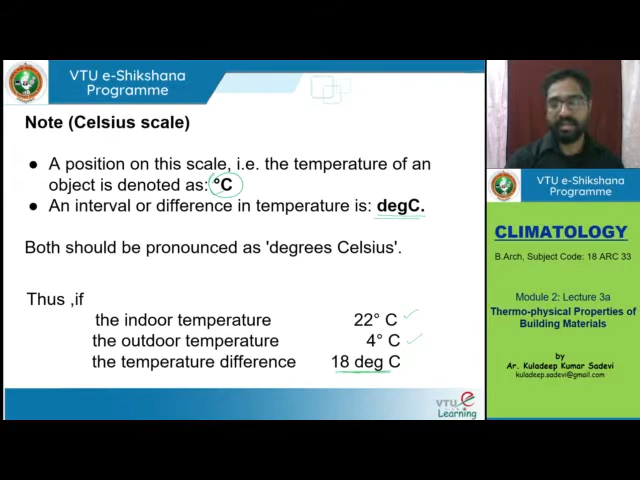 VTU e-Shikshana
Programme
Note (Celsius scale)
● A position on this scale, i.e. the temperature of an
object is denoted as: °C
● An interval or difference in temperature is: degC.
Both should be pronounced as 'degrees Celsius'.
Thus ,if
the indoor temperature 22° C
the outdoor temperature 4° C
the temperature difference 18 deg C
VTU e
Learning
VTU e-Shikshana
Programme
CLIMATOLOGY
B.Arch, Subject Code: 18 ARC 33
Module 2: Lecture 3a
Thermo-physical Properties of
Building Materials
by
Ar. Kuladeep Kumar Sadevi
kuladeep.sadevi@gmail.com